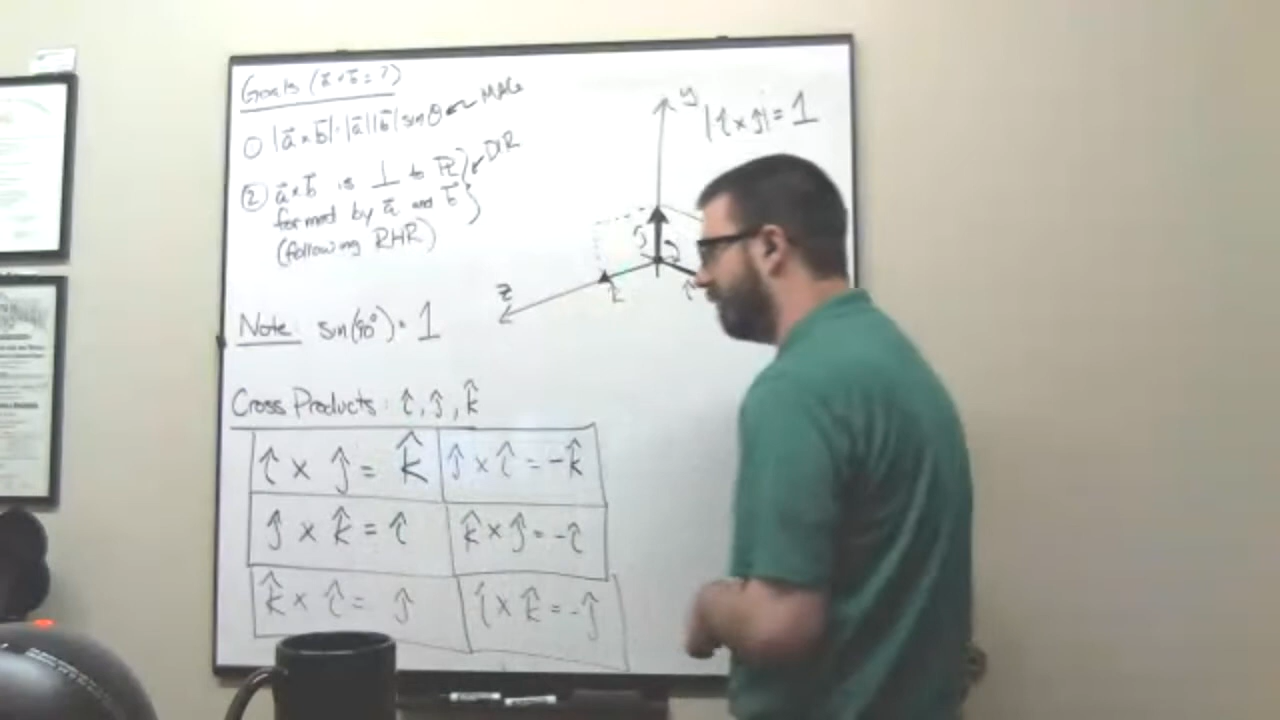 Goals (a⃗ × b⃗ = ?)
① |a⃗ × b⃗| = |a⃗||b⃗| sin θ ← MAG
② a⃗ × b⃗ is ⊥ to PL } ← DIR
formed by a⃗ and b⃗
(following RHR)
Note: sin(90°) = 1
Cross Products: î, ĵ, k̂
î × ĵ = k̂ ĵ × î = -k̂
ĵ × k̂ = î k̂ × ĵ = -î
k̂ × î = ĵ î × k̂ = -ĵ
y |î × ĵ| = 1
ĵ
z